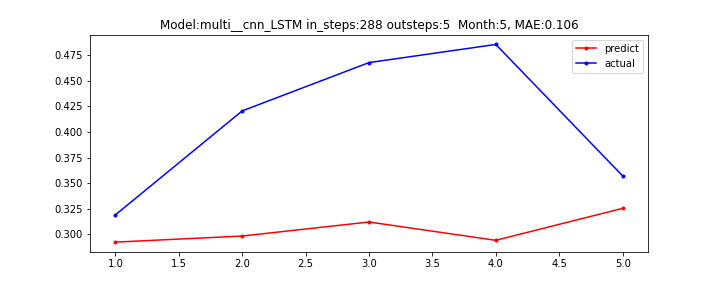 Model:multi__cnn_LSTM in_steps:288 outsteps:5  Month:5, MAE:0.106
predict
actual
0.475
0.450
0.425
0.400
0.375
0.350
0.325
0.300
1.0 1.5 2.0 2.5 3.0 3.5 4.0 4.5 5.0